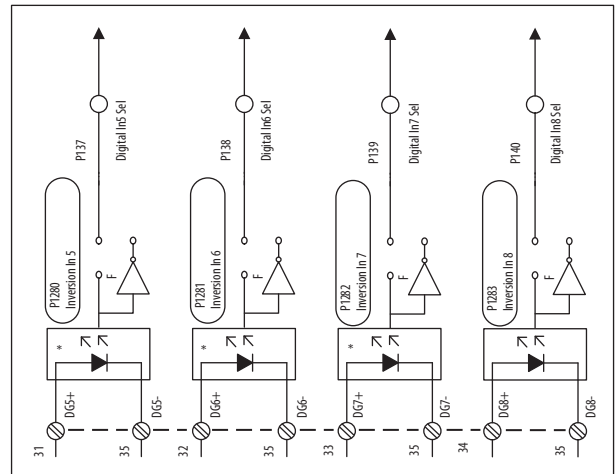 P137
Digital In5 Sel
P1280
Inversion In 5
F
*
DG5+
DG5-
31
35
P138
Digital In6 Sel
P1281
Inversion In 6
F
*
DG6+
DG6-
32
35
P139
Digital In7 Sel
P1282
Inversion In 7
F
*
DG7+
DG7-
33
35
P140
Digital In8 Sel
P1283
Inversion In 8
F
DG8+
DG8-
34
35